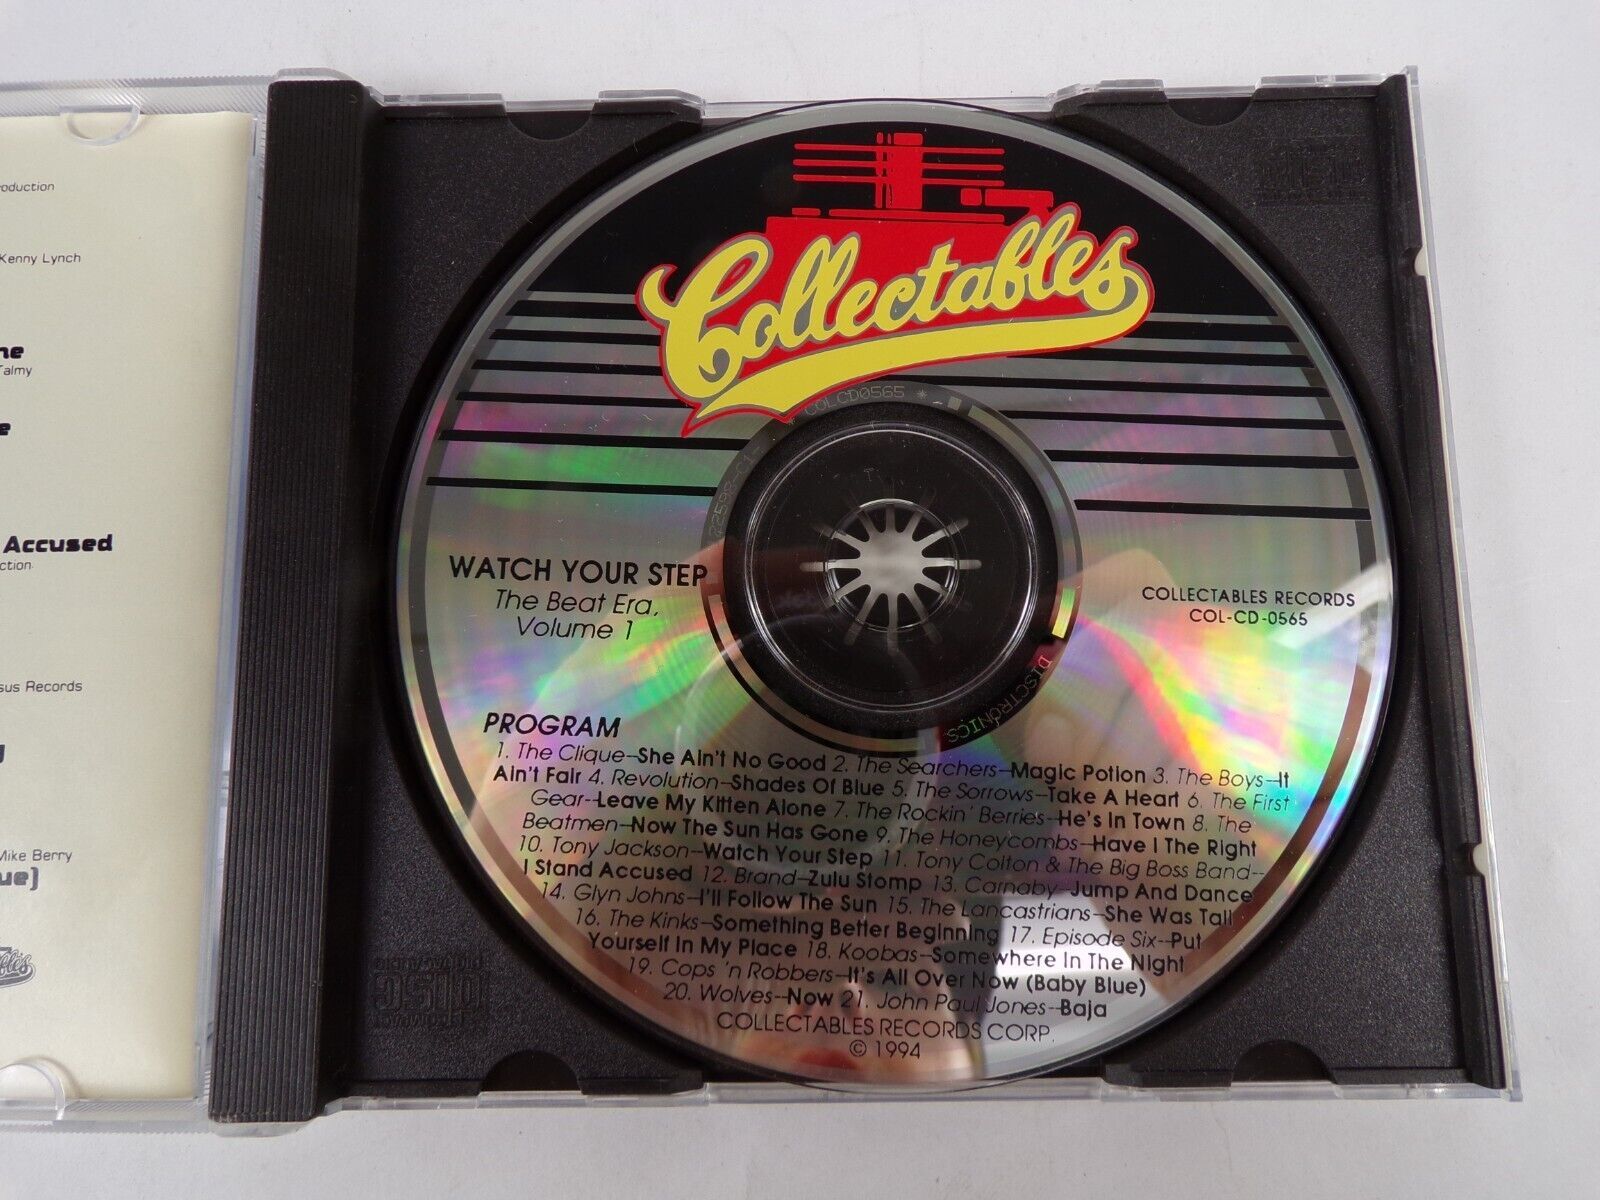 oduction
Kenny Lynch
ne
Talmy
e
Accused
ction
sus Records
Mike Berry
ue)
Collectables
COLCD0565 *
DISCTRONICS
WATCH YOUR STEP
The Beat Era,
Volume 1
COLLECTABLES RECORDS
COL-CD-0565
PROGRAM
1. The Clique--She Ain't No Good 2. The Searchers--Magic Potion 3. The Boys--It
Ain't Fair 4. Revolution--Shades Of Blue 5. The Sorrows--Take A Heart 6. The First
Gear--Leave My Kitten Alone 7. The Rockin' Berries--He's In Town 8. The
Beatmen--Now The Sun Has Gone 9. The Honeycombs--Have I The Right
10. Tony Jackson--Watch Your Step 11. Tony Colton & The Big Boss Band--
I Stand Accused 12. Brand--Zulu Stomp 13. Carnaby--Jump And Dance
14. Glyn Johns--I'll Follow The Sun 15. The Lancastrians--She Was Tall
16. The Kinks--Something Better Beginning 17. Episode Six--Put
Yourself In My Place 18. Koobas--Somewhere In The Night
19. Cops 'n Robbers--It's All Over Now (Baby Blue)
20. Wolves--Now 21. John Paul Jones--Baja
COLLECTABLES RECORDS CORP.
© 1994